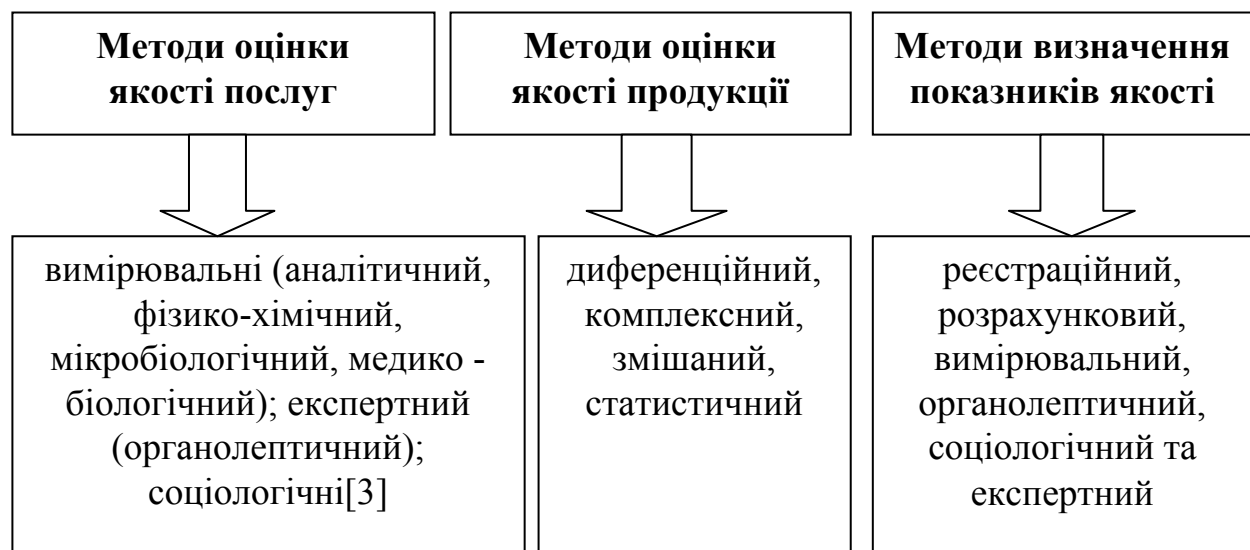 Методи оцінки
якості послуг
Методи оцінки
якості продукції
Методи визначення
показників якості
вимірювальні (аналітичний,
фізико-хімічний,
мікробіологічний, медико -
біологічний); експертний
(органолептичний);
соціологічні[3]
диференційний,
комплексний,
змішаний,
статистичний
реєстраційний,
розрахунковий,
вимірювальний,
органолептичний,
соціологічний та
експертний